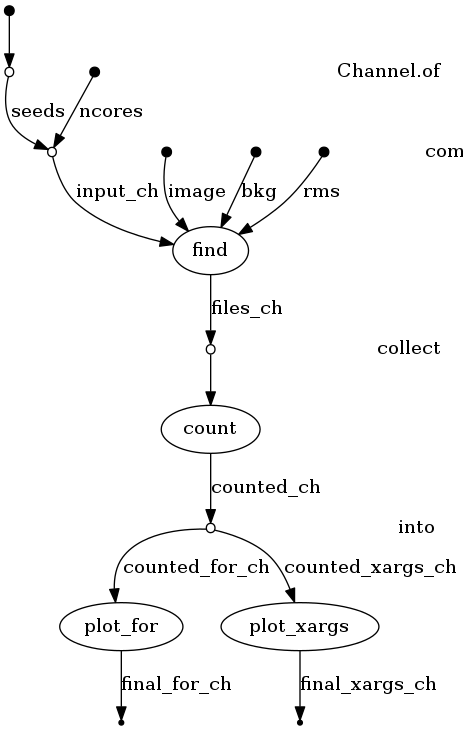 Channel.of
seeds
ncores
com
input_ch
image
bkg
rms
find
files_ch
collect
count
counted_ch
into
counted_for_ch
counted_xargs_ch
plot_for
plot_xargs
final_for_ch
final_xargs_ch